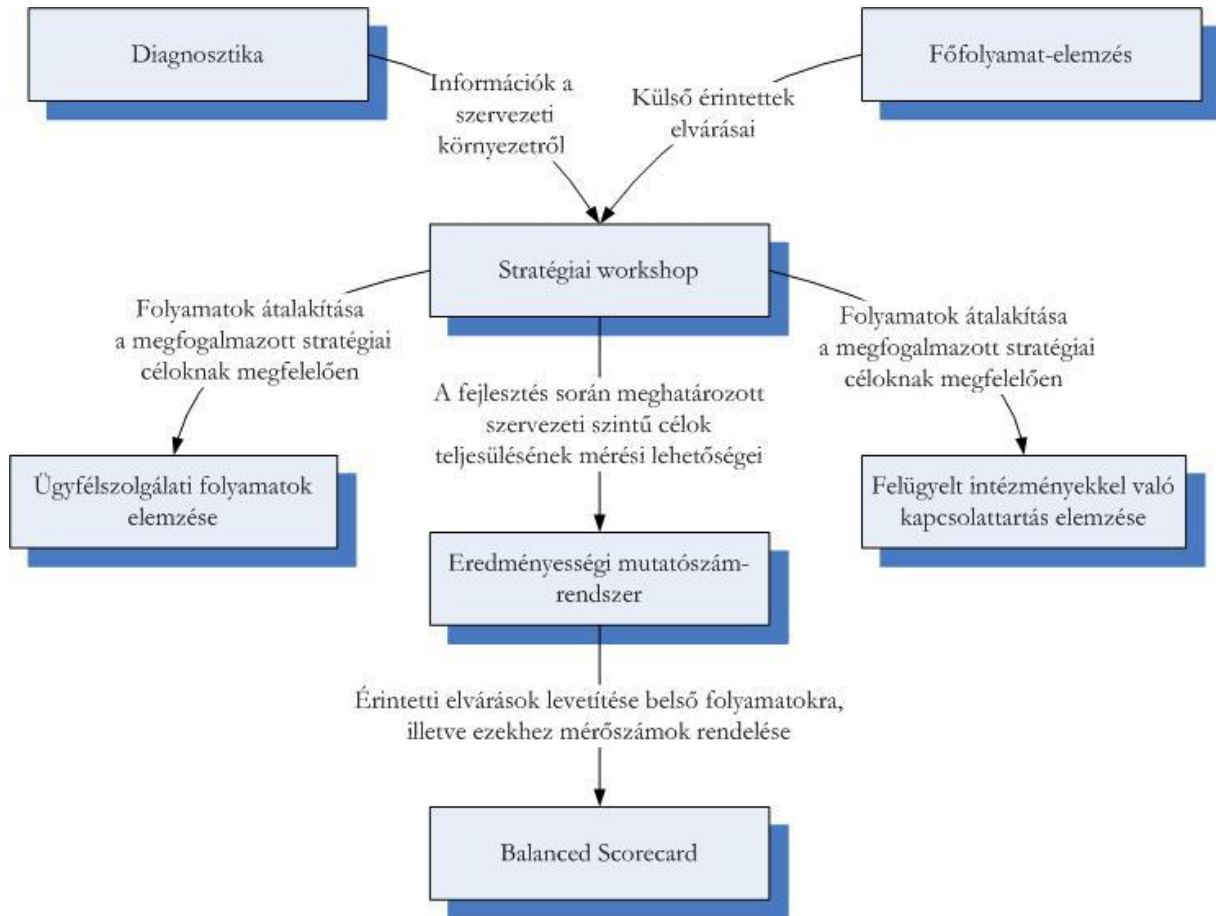 Diagnosztika
Főfolyamat-elemzés
Információk a
szervezeti
környezetről
Külső érintettek
elvárásai
Stratégiai workshop
Folyamatok átalakítása
a megfogalmazott stratégiai
céloknak megfelelően
Folyamatok átalakítása
a megfogalmazott stratégiai
céloknak megfelelően
A fejlesztés során meghatározott
szervezeti szintű célok
teljesülésének mérési lehetőségei
Ügyfélszolgálati folyamatok
elemzése
Felügyelt intézményekkel való
kapcsolattartás elemzése
Eredményességi mutatószám-
rendszer
Érintetti elvárások levetítése belső folyamatokra,
illetve ezekhez mérőszámok rendelése
Balanced Scorecard